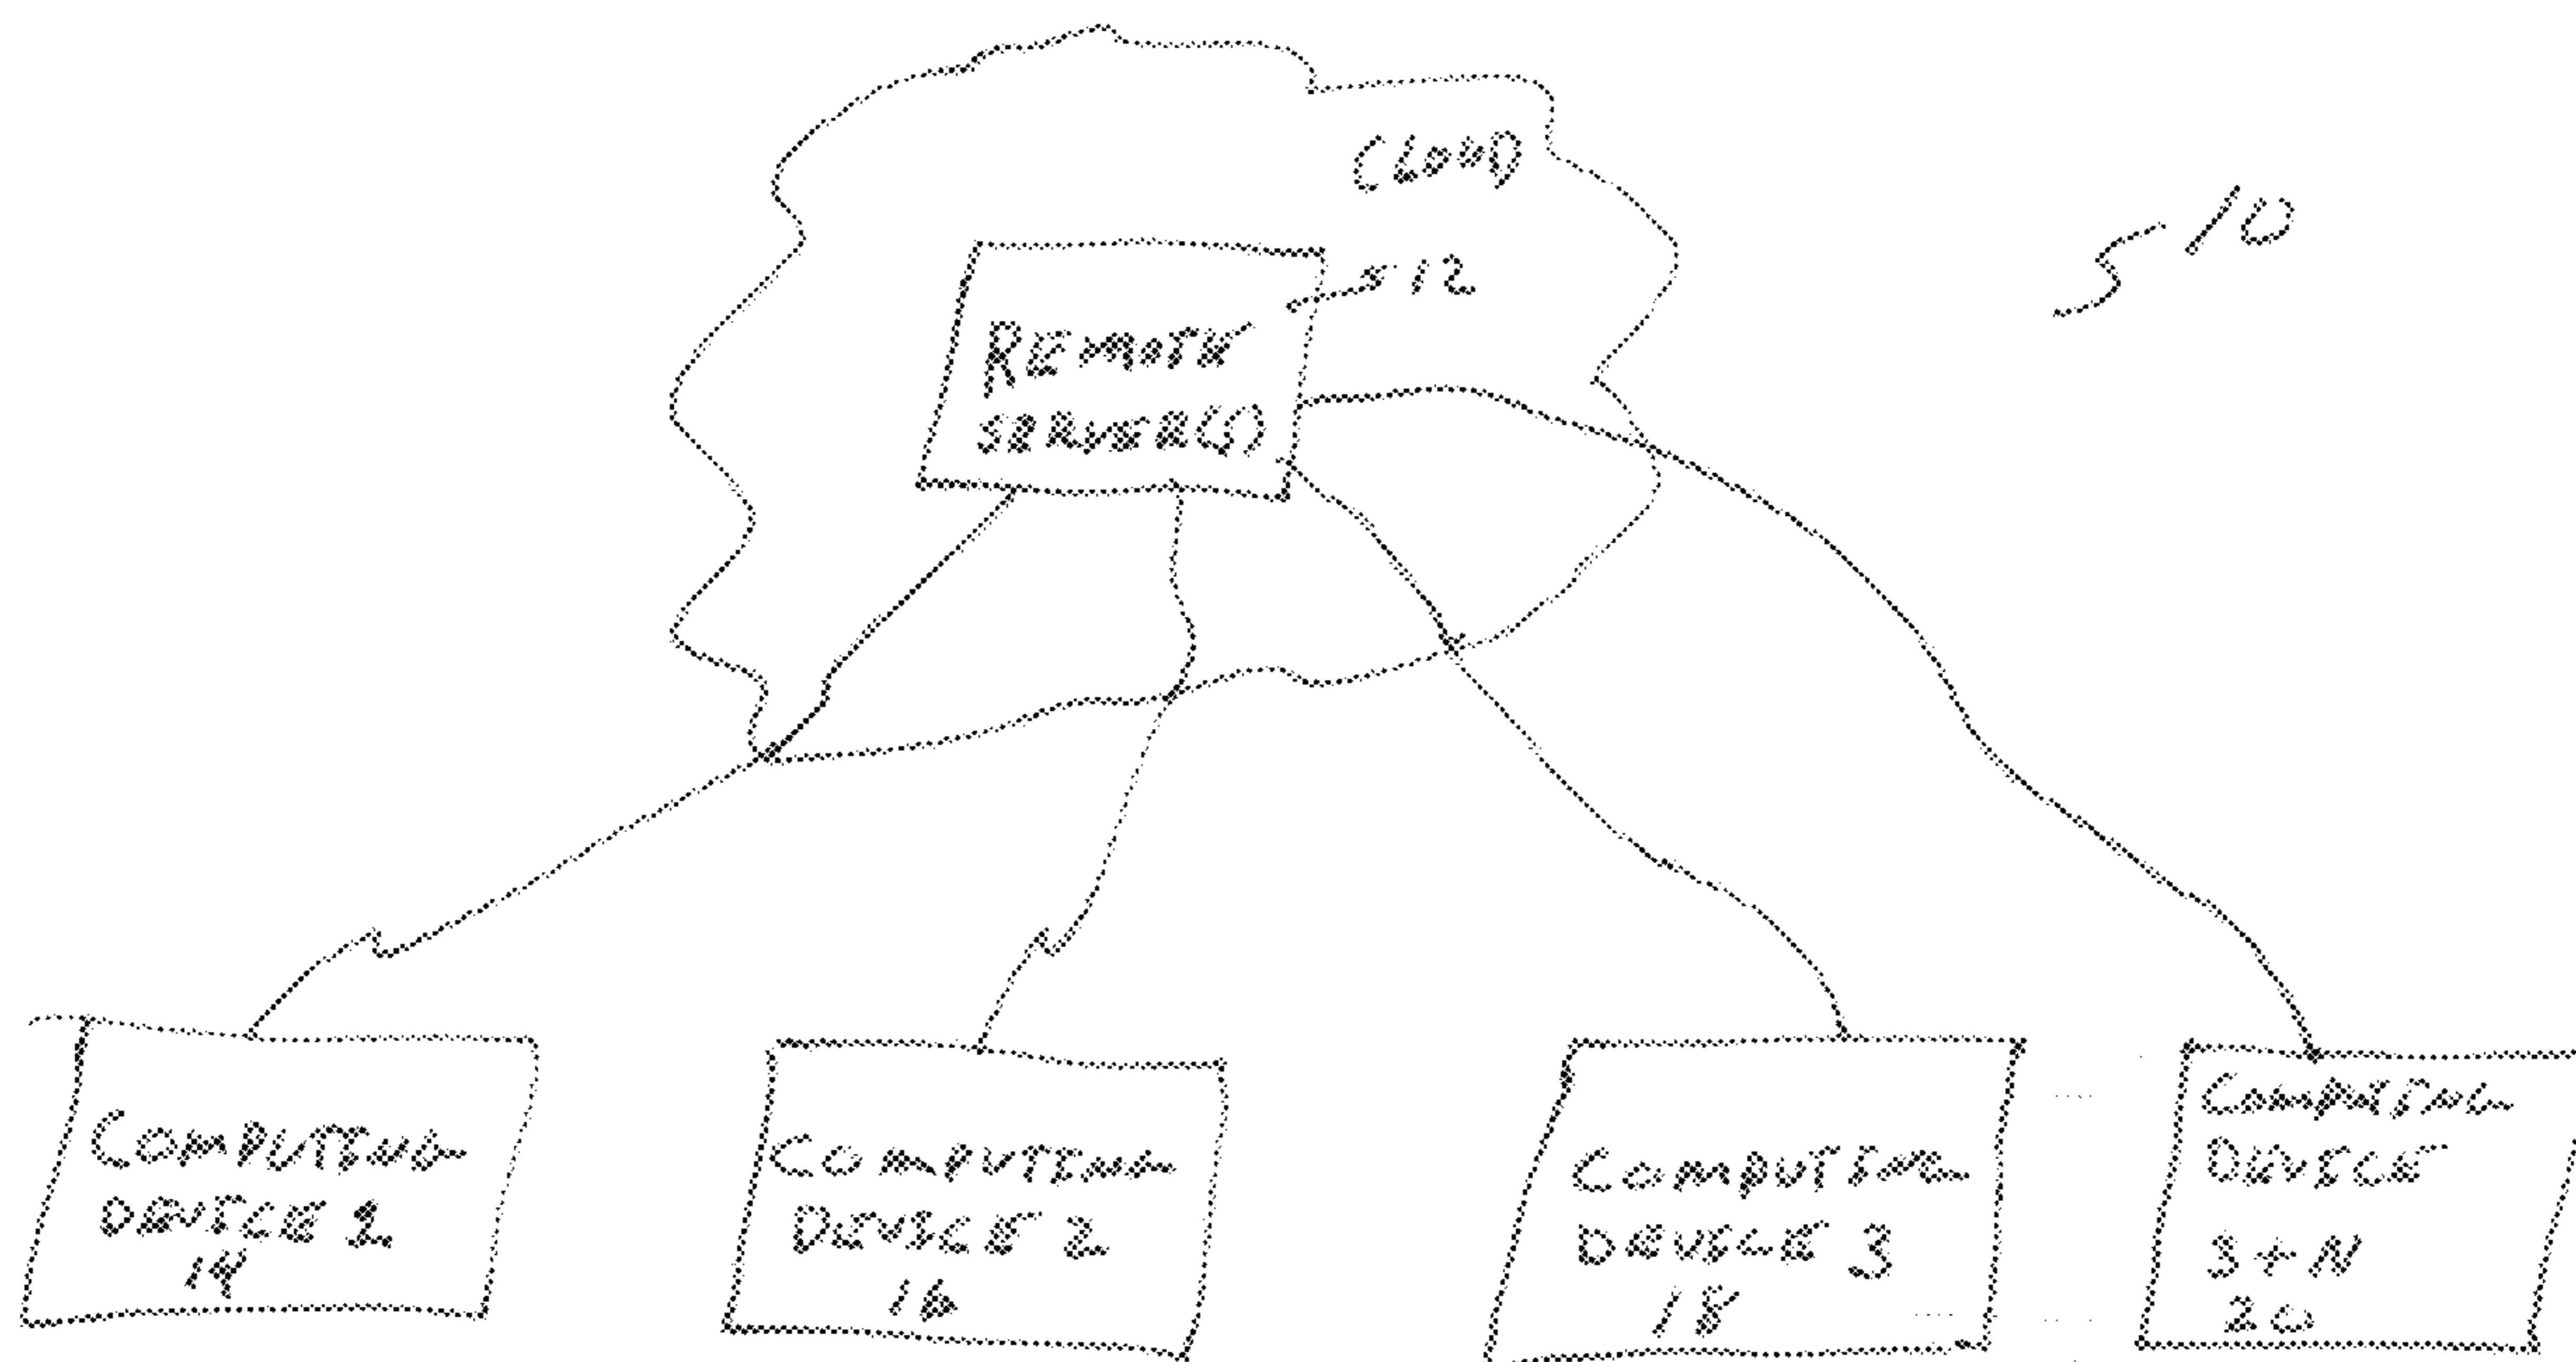 CLOUD
10
12
REMOTE
SERVER(S)
COMPUTING
DEVICE 1
14
COMPUTING
DEVICE 2
16
COMPUTING
DEVICE 3
18
COMPUTING
DEVICE
3+N
20